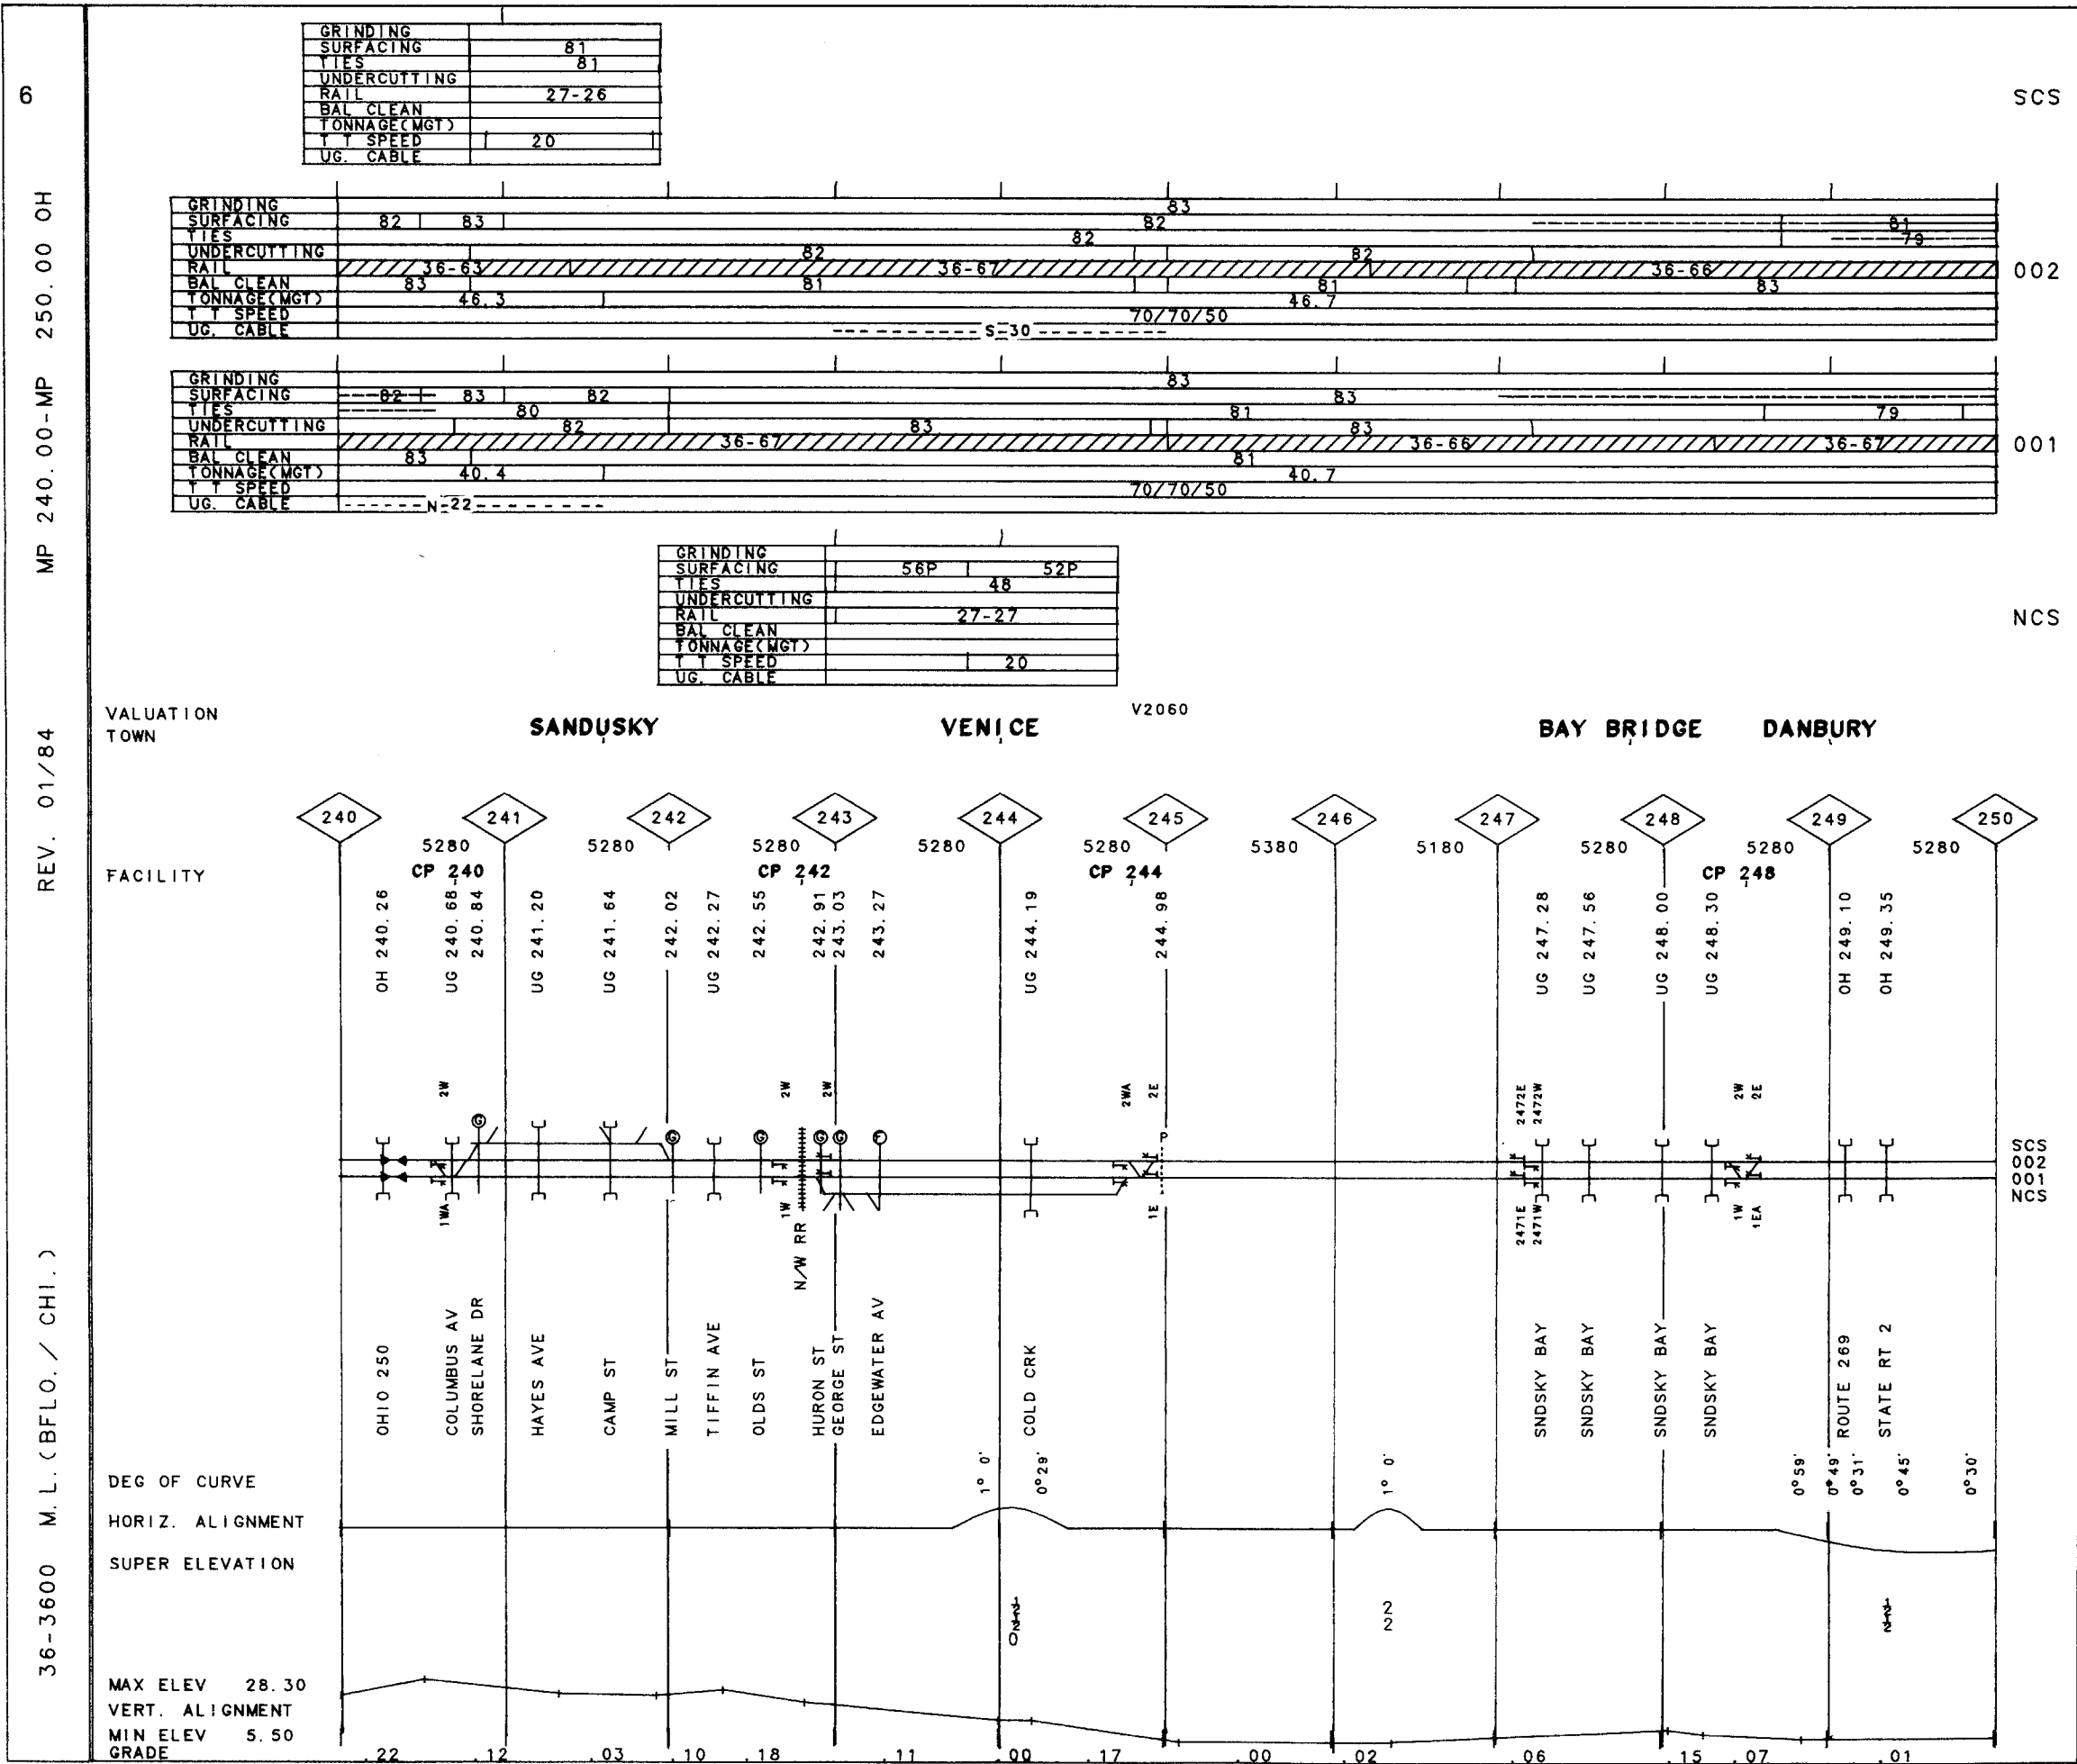 6
MP 240.00-MP 250.00 OH
REV. 01/84
36-3600 M.L.(BFLO./CHI.)
GRINDING
SURFACING 81
TIES 81
UNDERCUTTING
RAIL 27-26
BAL CLEAN
TONNAGE(MGT)
T T SPEED 20
UG. CABLE
SCS
GRINDING 83
SURFACING 82 83 82 81
TIES 82 79
UNDERCUTTING 82 82
RAIL 36-63 36-67 36-66
BAL CLEAN 83 81 81 83
TONNAGE(MGT) 46.3 46.7
T T SPEED 70/70/50
UG. CABLE S-30
002
GRINDING 83
SURFACING 82 83 82 83
TIES 80 81 79
UNDERCUTTING 82 83 83
RAIL 36-67 36-66 36-67
BAL CLEAN 83 81
TONNAGE(MGT) 40.4 40.7
T T SPEED 70/70/50
UG. CABLE N-22
001
GRINDING
SURFACING 56P 52P
TIES 48
UNDERCUTTING
RAIL 27-27
BAL CLEAN
TONNAGE(MGT)
T T SPEED 20
UG. CABLE
NCS
VALUATION V2060
TOWN SANDUSKY VENICE BAY BRIDGE DANBURY
240 241 242 243 244 245 246 247 248 249 250
5280 5280 5280 5280 5280 5380 5180 5280 5280 5280
FACILITY CP 240 CP 242 CP 244 CP 248
OH 240.26
UG 240.68
240.84
UG 241.20
UG 241.64
242.02
UG 242.27
242.55
242.91
243.03
243.27
UG 244.19
244.98
UG 247.28
UG 247.56
UG 248.00
UG 248.30
OH 249.10
OH 249.35
2W 2W 2W 2WA 2E 2472E 2472W 2W 2E
G G G G G F P
SCS
002
001
NCS
1WA 1W 1E 2471E 2471W 1W 1EA
N/W RR
OHIO 250
COLUMBUS AV
SHORELANE DR
HAYES AVE
CAMP ST
MILL ST
TIFFIN AVE
OLDS ST
HURON ST
GEORGE ST
EDGEWATER AV
COLD CRK
SNDSKY BAY
SNDSKY BAY
SNDSKY BAY
SNDSKY BAY
ROUTE 269
STATE RT 2
DEG OF CURVE 1° 0' 0°29' 1° 0' 0°59' 0°49' 0°31' 0°45' 0°30'
HORIZ. ALIGNMENT
SUPER ELEVATION
0
2
2
MAX ELEV 28.30
VERT. ALIGNMENT
MIN ELEV 5.50
GRADE .22 .12 .03 .10 .18 .11 .00 .17 .00 .02 .06 .15 .07 .01